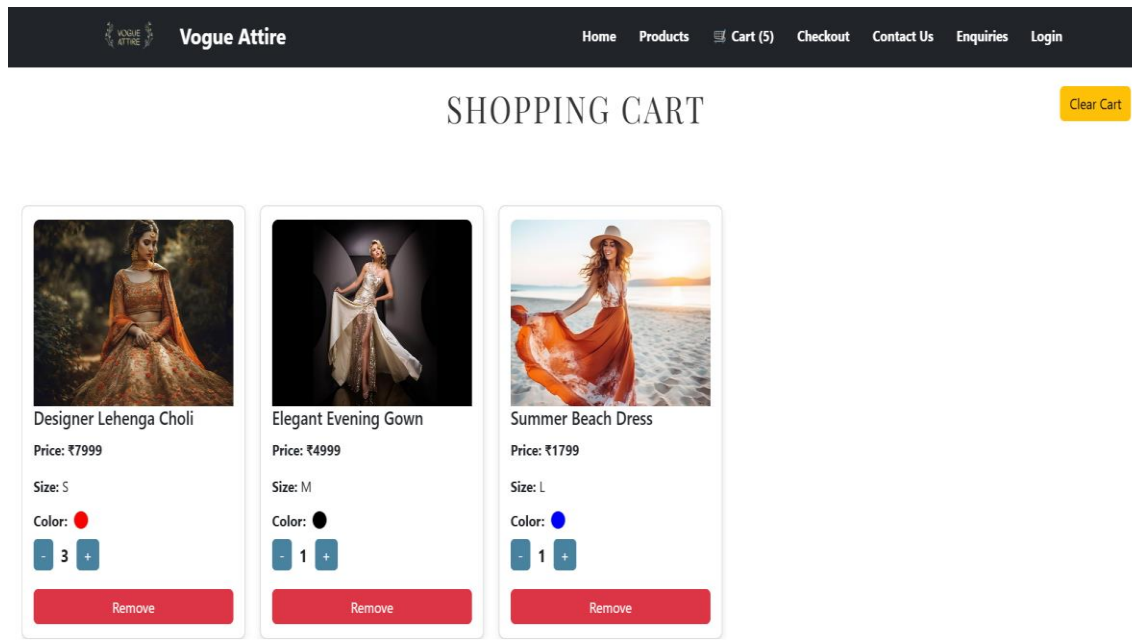 VOGUE
ATTIRE
Vogue Attire
Home Products Cart (5) Checkout Contact Us Enquiries Login
SHOPPING CART
Clear Cart
Designer Lehenga Choli
Price: ₹7999
Size: S
Color:
- 3 +
Remove
Elegant Evening Gown
Price: ₹4999
Size: M
Color:
- 1 +
Remove
Summer Beach Dress
Price: ₹1799
Size: L
Color:
- 1 +
Remove